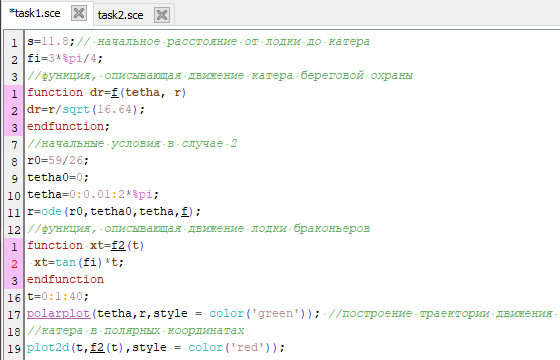 *task1.sce
task2.sce
1 s=11.8;// начальное расстояние от лодки до катера
2 fi=3*%pi/4;
3 //функция, описывающая движение катера береговой охраны
1 function dr=f(tetha, r)
2 dr=r/sqrt(16.64);
3 endfunction;
7 //начальные условия в случае 2
8 r0=59/26;
9 tetha0=0;
10 tetha=0:0.01:2*%pi;
11 r=ode(r0,tetha0,tetha,f);
12 //функция, описывающая движение лодки браконьеров
1 function xt=f2(t)
2 xt=tan(fi)*t;
3 endfunction
16 t=0:1:40;
17 polarplot(tetha,r,style = color('green')); //построение траектории движения
18 //катера в полярных координатах
19 plot2d(t,f2(t),style = color('red'));